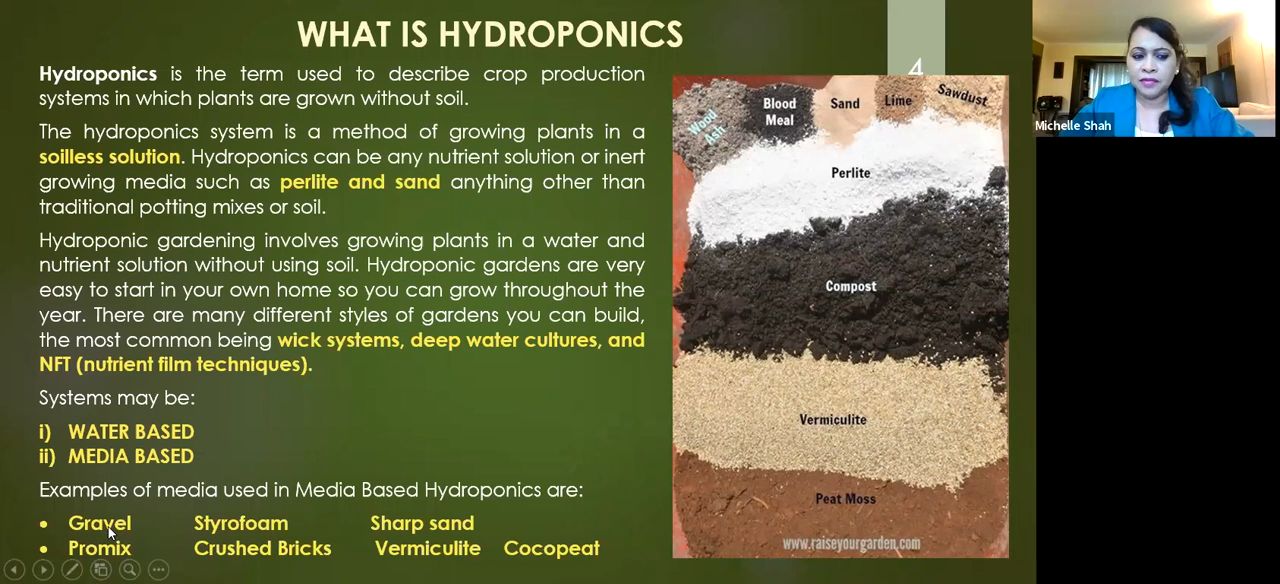 WHAT IS HYDROPONICS
4
Hydroponics is the term used to describe crop production
systems in which plants are grown without soil.
The hydroponics system is a method of growing plants in a
soilless solution. Hydroponics can be any nutrient solution or inert
growing media such as perlite and sand anything other than
traditional potting mixes or soil.
Hydroponic gardening involves growing plants in a water and
nutrient solution without using soil. Hydroponic gardens are very
easy to start in your own home so you can grow throughout the
year. There are many different styles of gardens you can build,
the most common being wick systems, deep water cultures, and
NFT (nutrient film techniques).
Systems may be:
i) WATER BASED
ii) MEDIA BASED
Examples of media used in Media Based Hydroponics are:
• Gravel Styrofoam Sharp sand
• Promix Crushed Bricks Vermiculite Cocopeat
Wood Ash
Blood Meal
Sand
Lime
Sawdust
Perlite
Compost
Vermiculite
Peat Moss
www.raiseyourgarden.com
Michelle Shah